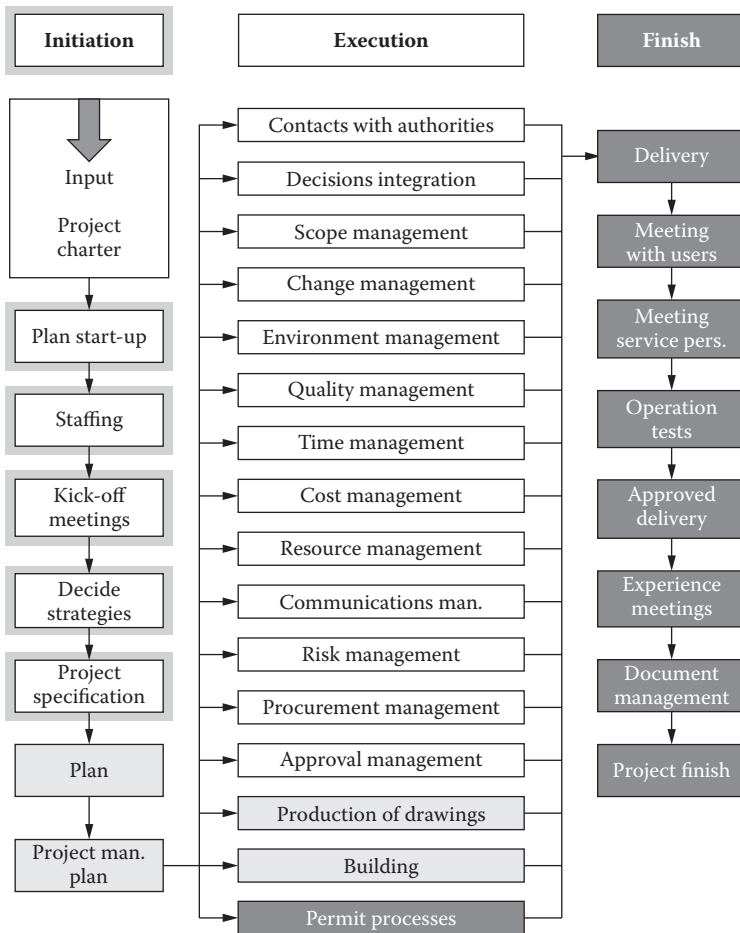 Initiation
Execution
Finish
Input
Project
charter
Plan start-up
Staffing
Kick-off
meetings
Decide
strategies
Project
specification
Plan
Project man.
plan
Contacts with authorities
Decisions integration
Scope management
Change management
Environment management
Quality management
Time management
Cost management
Resource management
Communications man.
Risk management
Procurement management
Approval management
Production of drawings
Building
Permit processes
Delivery
Meeting
with users
Meeting
service pers.
Operation
tests
Approved
delivery
Experience
meetings
Document
management
Project finish